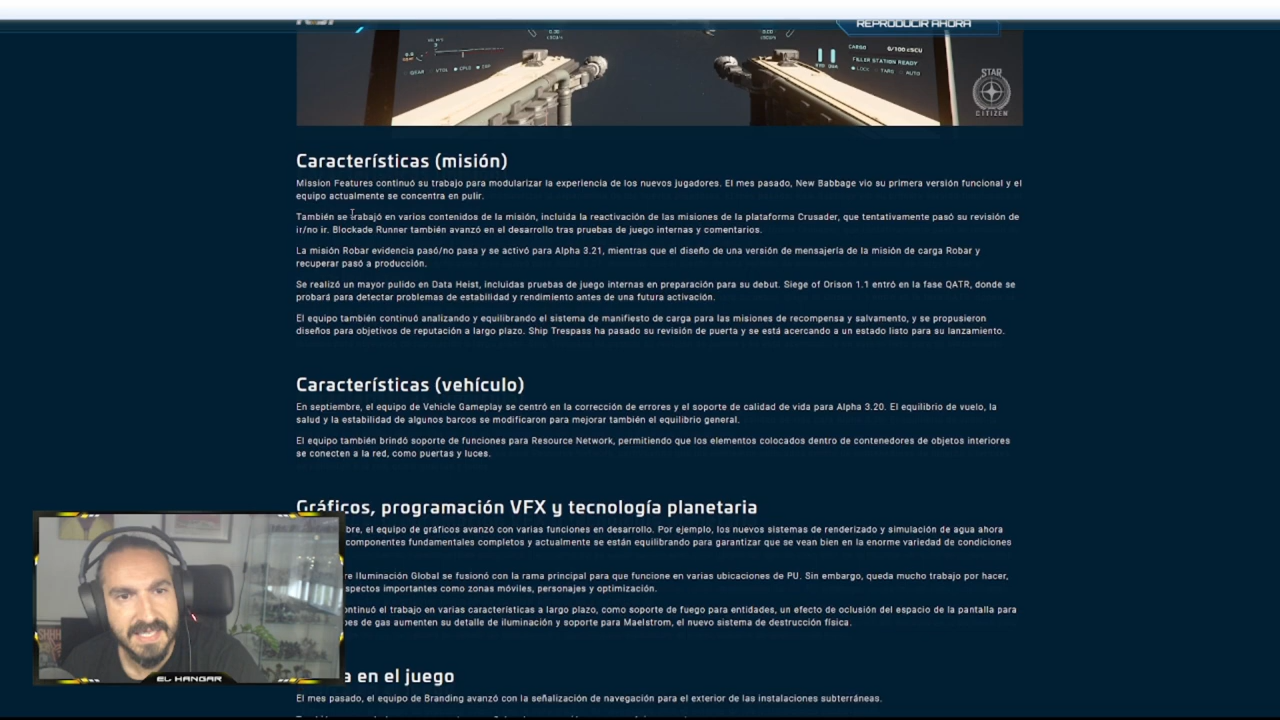 REPRODUCIR AHORA
CARGO 0/100 cSCU
FILLER STATION READY
STAR
CITIZEN
Características (misión)
Mission Features continuó su trabajo para modularizar la experiencia de los nuevos jugadores. El mes pasado, New Babbage vio su primera versión funcional y el
equipo actualmente se concentra en pulir.
También se trabajó en varios contenidos de la misión, incluida la reactivación de las misiones de la plataforma Crusader, que tentativamente pasó su revisión de
ir/no ir. Blockade Runner también avanzó en el desarrollo tras pruebas de juego internas y comentarios.
La misión Robar evidencia pasó/no pasa y se activó para Alpha 3.21, mientras que el diseño de una versión de mensajería de la misión de carga Robar y
recuperar pasó a producción.
Se realizó un mayor pulido en Data Heist, incluidas pruebas de juego internas en preparación para su debut. Siege of Orison 1.1 entró en la fase QATR, donde se
probará para detectar problemas de estabilidad y rendimiento antes de una futura activación.
El equipo también continuó analizando y equilibrando el sistema de manifiesto de carga para las misiones de recompensa y salvamento, y se propusieron
diseños para objetivos de reputación a largo plazo. Ship Trespass ha pasado su revisión de puerta y se está acercando a un estado listo para su lanzamiento.
Características (vehículo)
En septiembre, el equipo de Vehicle Gameplay se centró en la corrección de errores y el soporte de calidad de vida para Alpha 3.20. El equilibrio de vuelo, la
salud y la estabilidad de algunos barcos se modificaron para mejorar también el equilibrio general.
El equipo también brindó soporte de funciones para Resource Network, permitiendo que los elementos colocados dentro de contenedores de objetos interiores
se conecten a la red, como puertas y luces.
Gráficos, programación VFX y tecnología planetaria
bre, el equipo de gráficos avanzó con varias funciones en desarrollo. Por ejemplo, los nuevos sistemas de renderizado y simulación de agua ahora
componentes fundamentales completos y actualmente se están equilibrando para garantizar que se vean bien en la enorme variedad de condiciones
re Iluminación Global se fusionó con la rama principal para que funcione en varias ubicaciones de PU. Sin embargo, queda mucho trabajo por hacer,
spectos importantes como zonas móviles, personajes y optimización.
ontinuó el trabajo en varias características a largo plazo, como soporte de fuego para entidades, un efecto de oclusión del espacio de la pantalla para
es de gas aumenten su detalle de iluminación y soporte para Maelstrom, el nuevo sistema de destrucción física.
EL HANGAR
a en el juego
El mes pasado, el equipo de Branding avanzó con la señalización de navegación para el exterior de las instalaciones subterráneas.